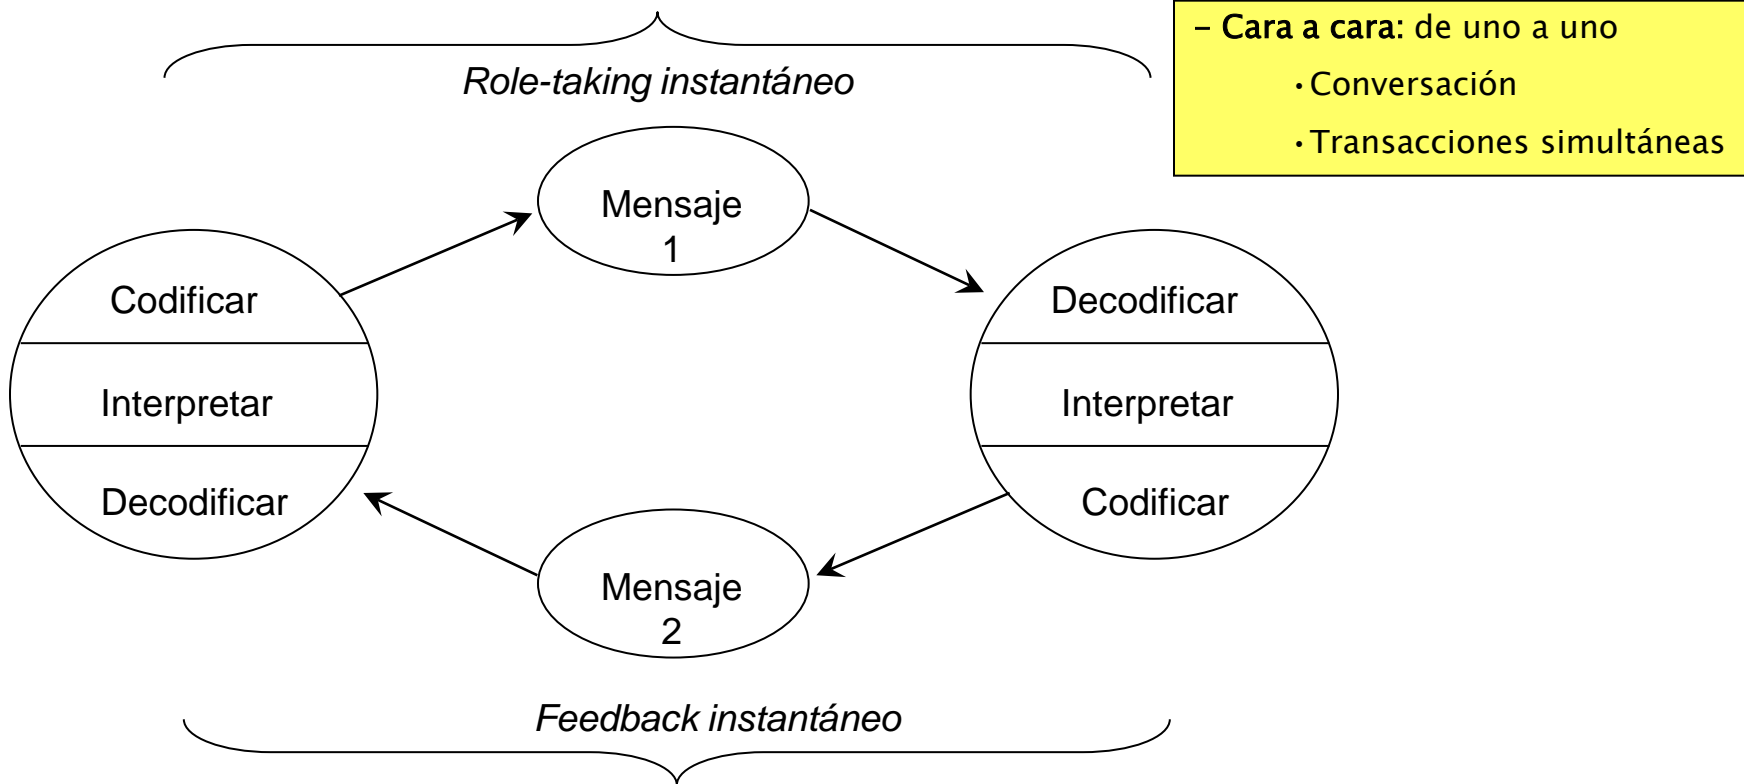 – Cara a cara: de uno a uno
• Conversación
• Transacciones simultáneas
Role-taking instantáneo
Mensaje
1
Codificar
Interpretar
Decodificar
Decodificar
Interpretar
Codificar
Mensaje
2
Feedback instantáneo